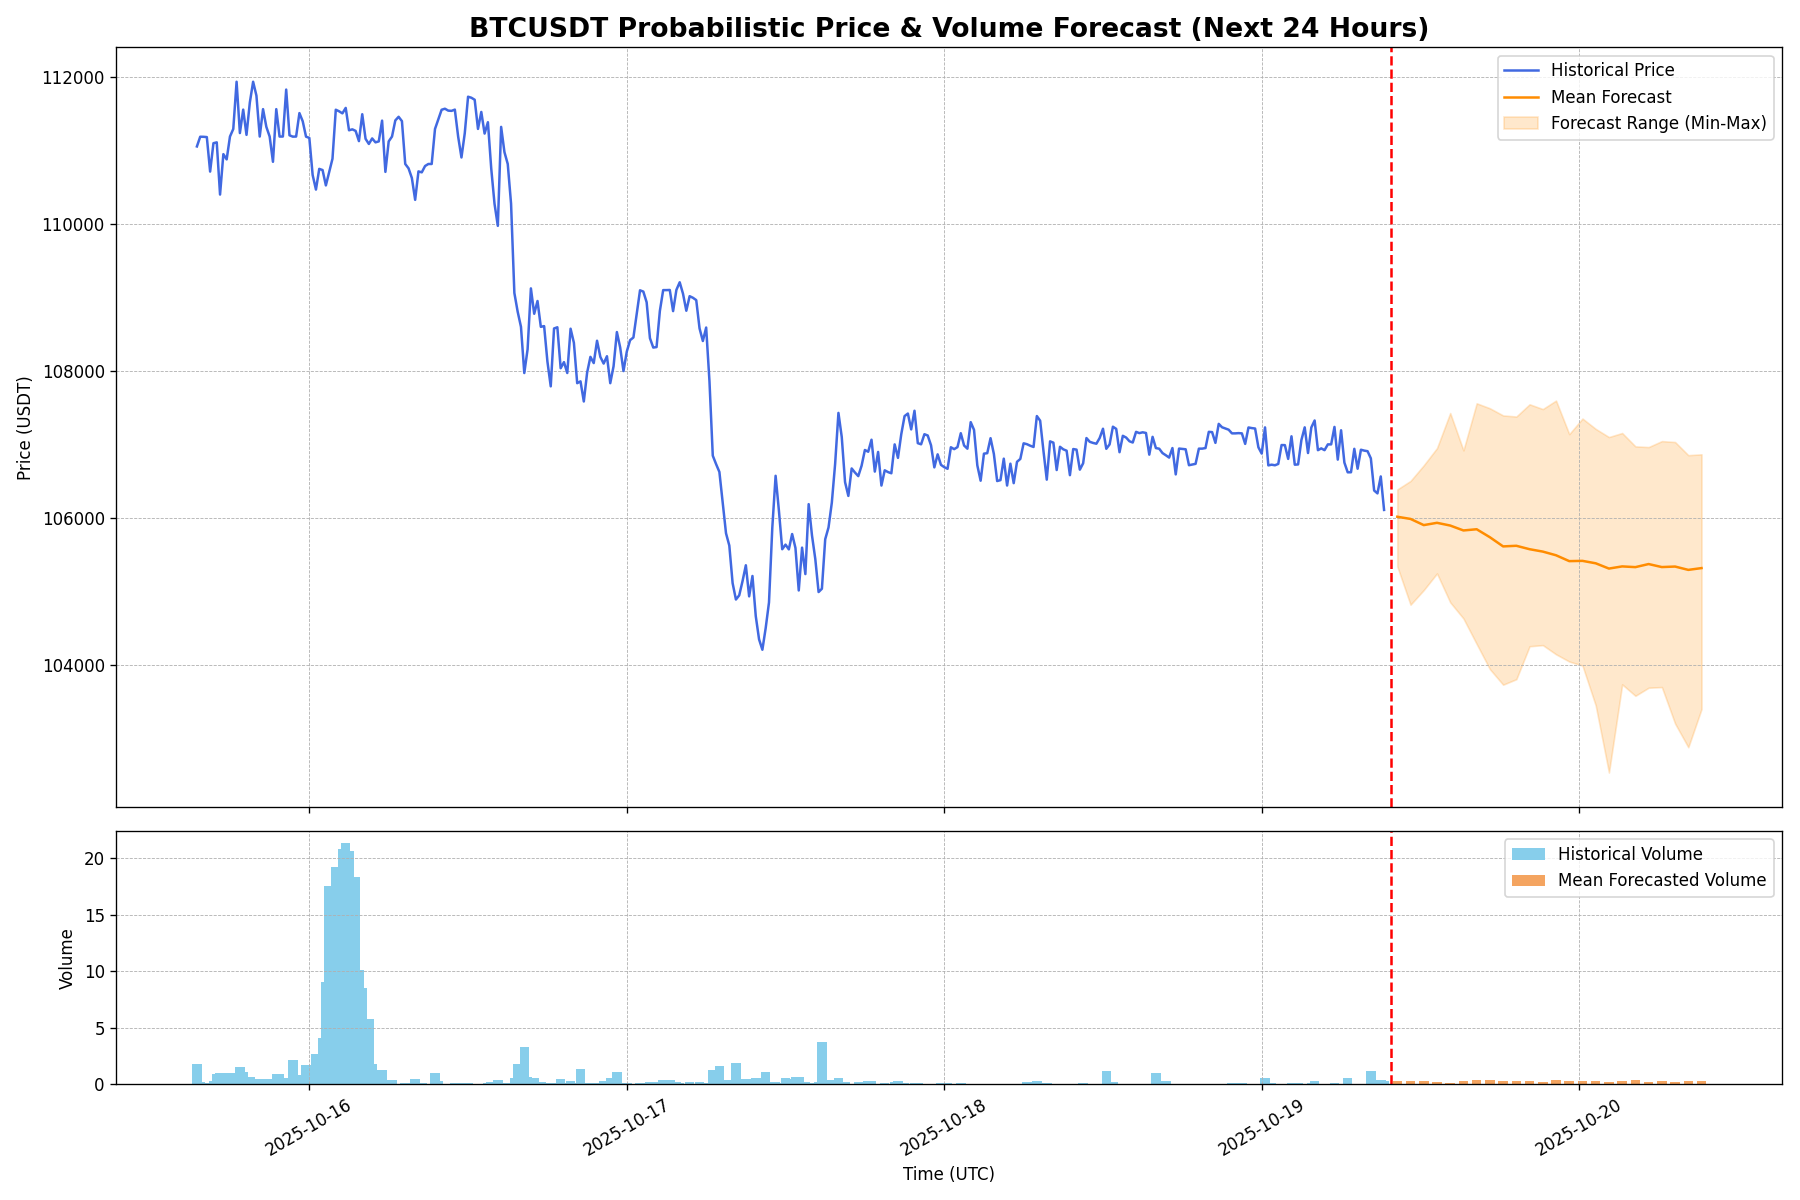 BTCUSDT Probabilistic Price & Volume Forecast (Next 24 Hours)
Historical Price
Mean Forecast
Forecast Range (Min-Max)
112000
110000
108000
106000
104000
Price (USDT)
Historical Volume
Mean Forecasted Volume
20
15
10
5
0
Volume
2025-10-16
2025-10-17
2025-10-18
2025-10-19
2025-10-20
Time (UTC)